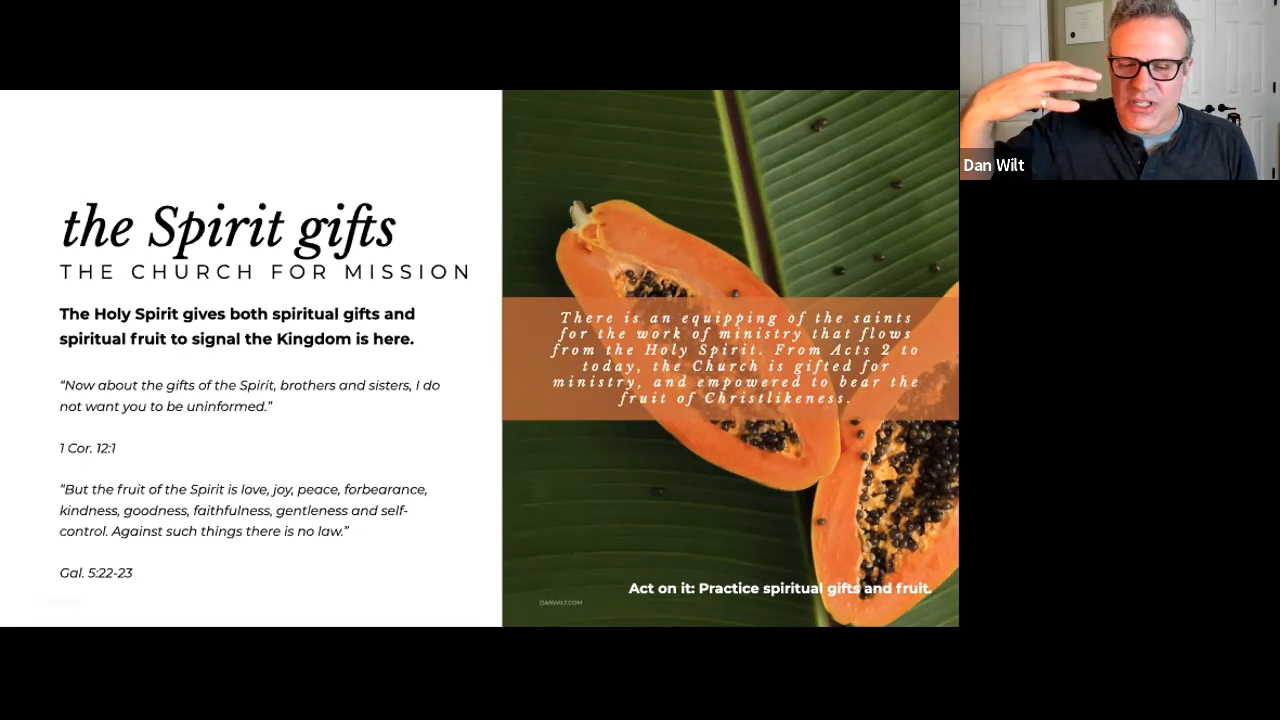 the Spirit gifts
THE CHURCH FOR MISSION
The Holy Spirit gives both spiritual gifts and
spiritual fruit to signal the Kingdom is here.
“Now about the gifts of the Spirit, brothers and sisters, I do
not want you to be uninformed.”
1 Cor. 12:1
“But the fruit of the Spirit is love, joy, peace, forbearance,
kindness, goodness, faithfulness, gentleness and self-
control. Against such things there is no law.”
Gal. 5:22-23
There is an equipping of the saints
for the work of ministry that flows
from the Holy Spirit. From Acts 2 to
today, the Church is gifted for
ministry, and empowered to bear the
fruit of Christlikeness.
Act on it: Practice spiritual gifts and fruit.
DANWILT.COM
Dan Wilt